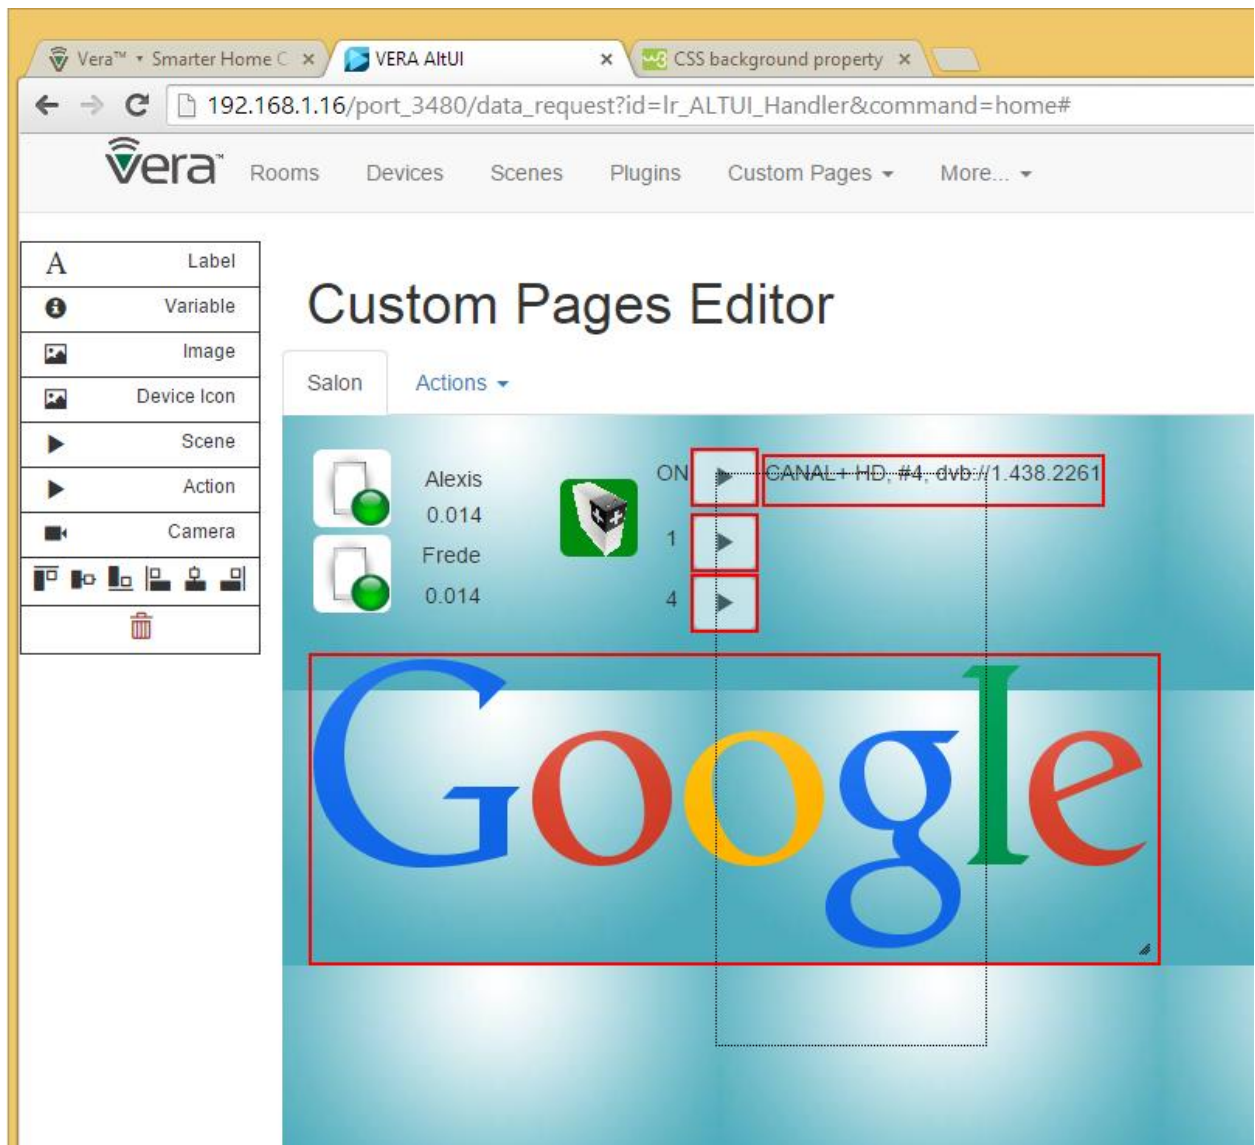 Vera™ • Smarter Home C
VERA AltUI
CSS background property
192.168.1.16/port_3480/data_request?id=lr_ALTUI_Handler&command=home#
vera™ Rooms Devices Scenes Plugins Custom Pages More...
A Label
Variable
Image
Device Icon
Scene
Action
Camera
Custom Pages Editor
Salon Actions
Alexis
0.014
Frede
0.014
ON
1
4
CANAL+ HD, #4, dvb://1.438.2261
Google